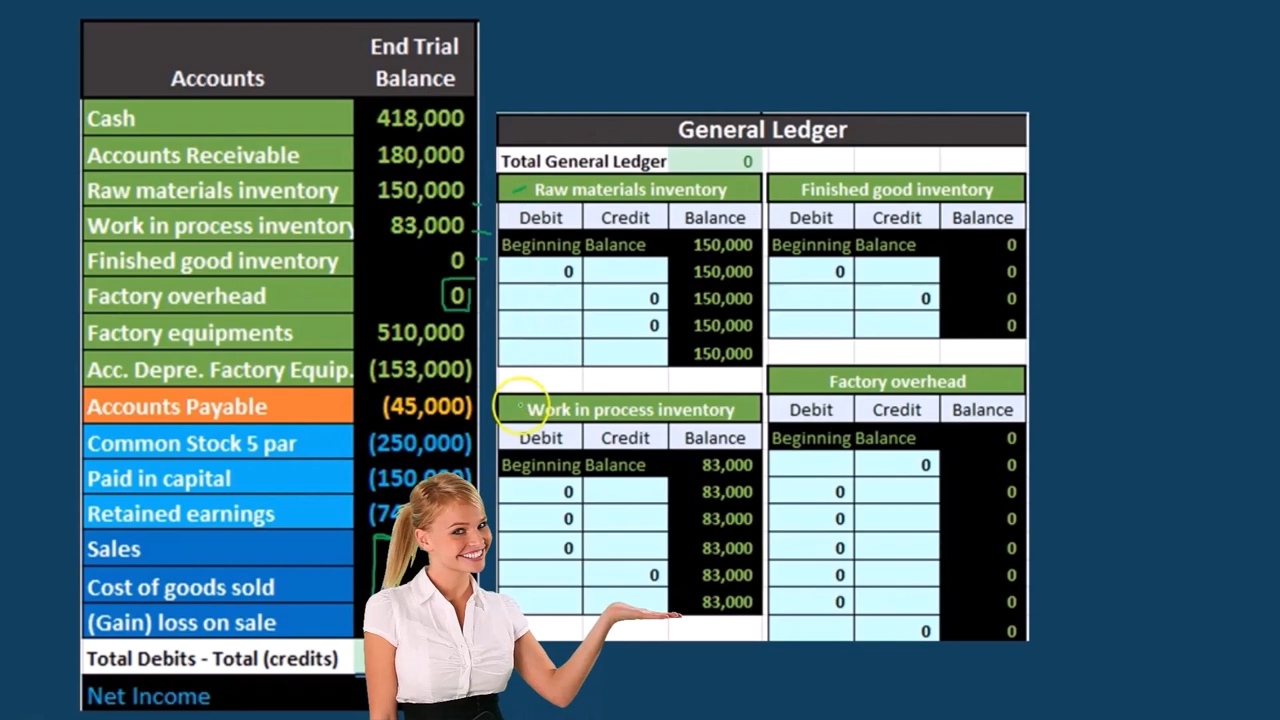 Accounts End Trial Balance
Cash 418,000
Accounts Receivable 180,000
Raw materials inventory 150,000
Work in process inventory 83,000
Finished good inventory 0
Factory overhead 0
Factory equipments 510,000
Acc. Depre. Factory Equip. (153,000)
Accounts Payable (45,000)
Common Stock 5 par (250,000)
Paid in capital
Retained earnings
Sales
Cost of goods sold
(Gain) loss on sale
Total Debits - Total (credits)
Net Income
General Ledger
Total General Ledger 0
Raw materials inventory
Debit Credit Balance
Beginning Balance 150,000
0 150,000
0 150,000
0 150,000
150,000
Work in process inventory
Debit Credit Balance
Beginning Balance 83,000
0 83,000
0 83,000
0 83,000
0 83,000
83,000
Finished good inventory
Debit Credit Balance
Beginning Balance 0
0 0
0 0
0
Factory overhead
Debit Credit Balance
Beginning Balance 0
0 0
0 0
0 0
0 0
0 0
0 0